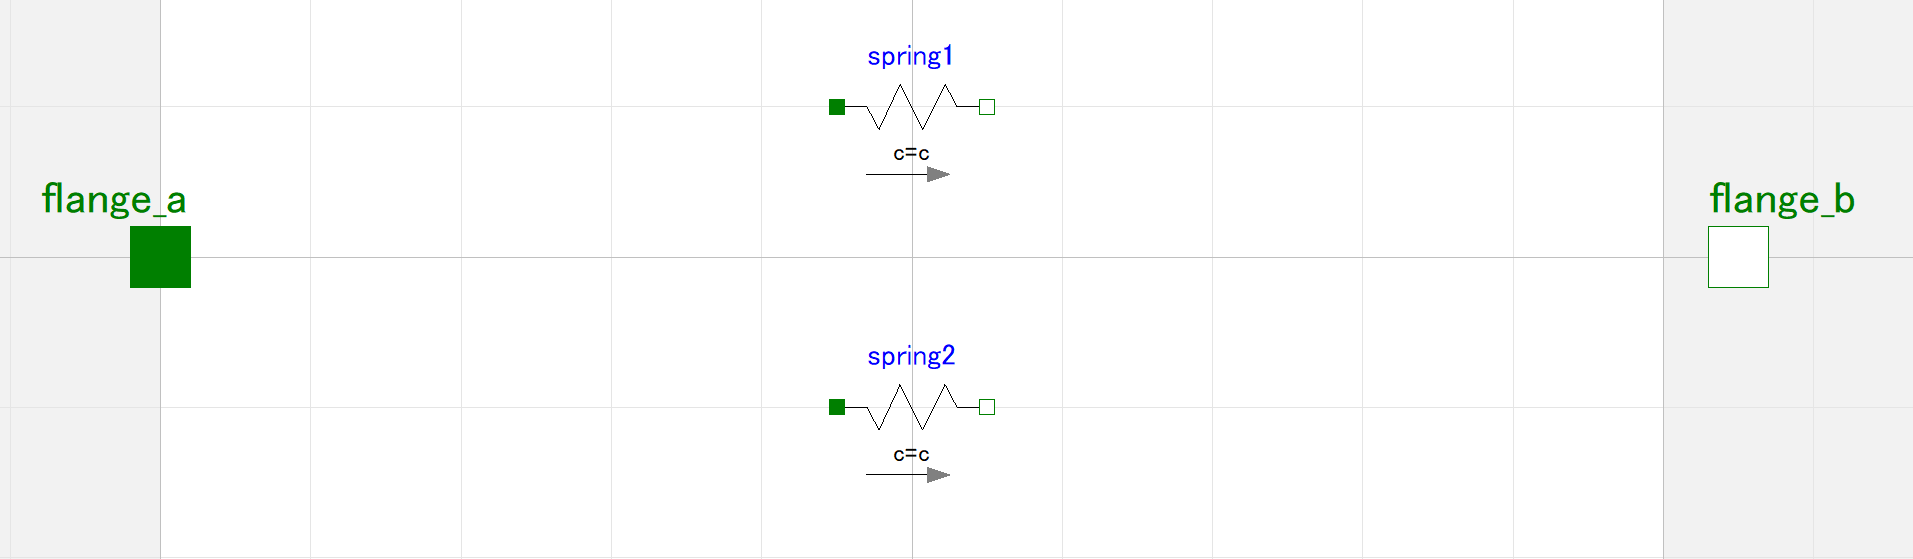 spring1
c=c
flange_a
flange_b
spring2
c=c